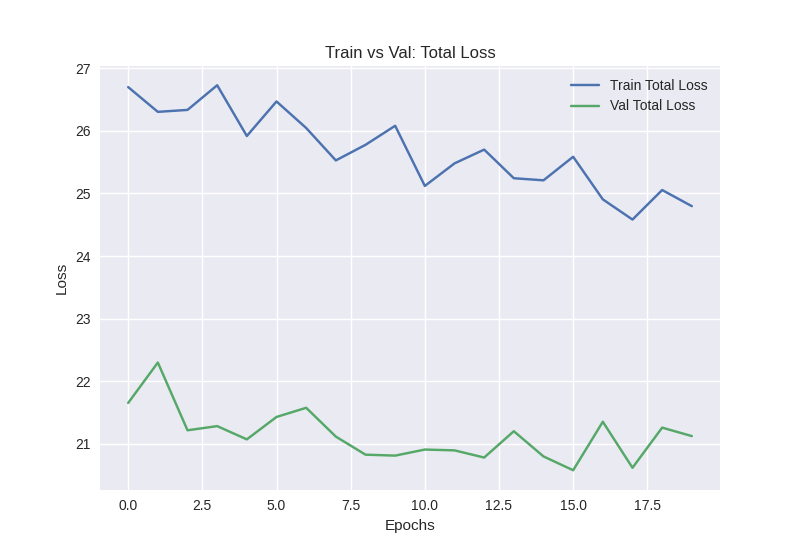 Train vs Val: Total Loss
27
26
25
24
23
22
21
Loss
Train Total Loss
Val Total Loss
0.0 2.5 5.0 7.5 10.0 12.5 15.0 17.5
Epochs